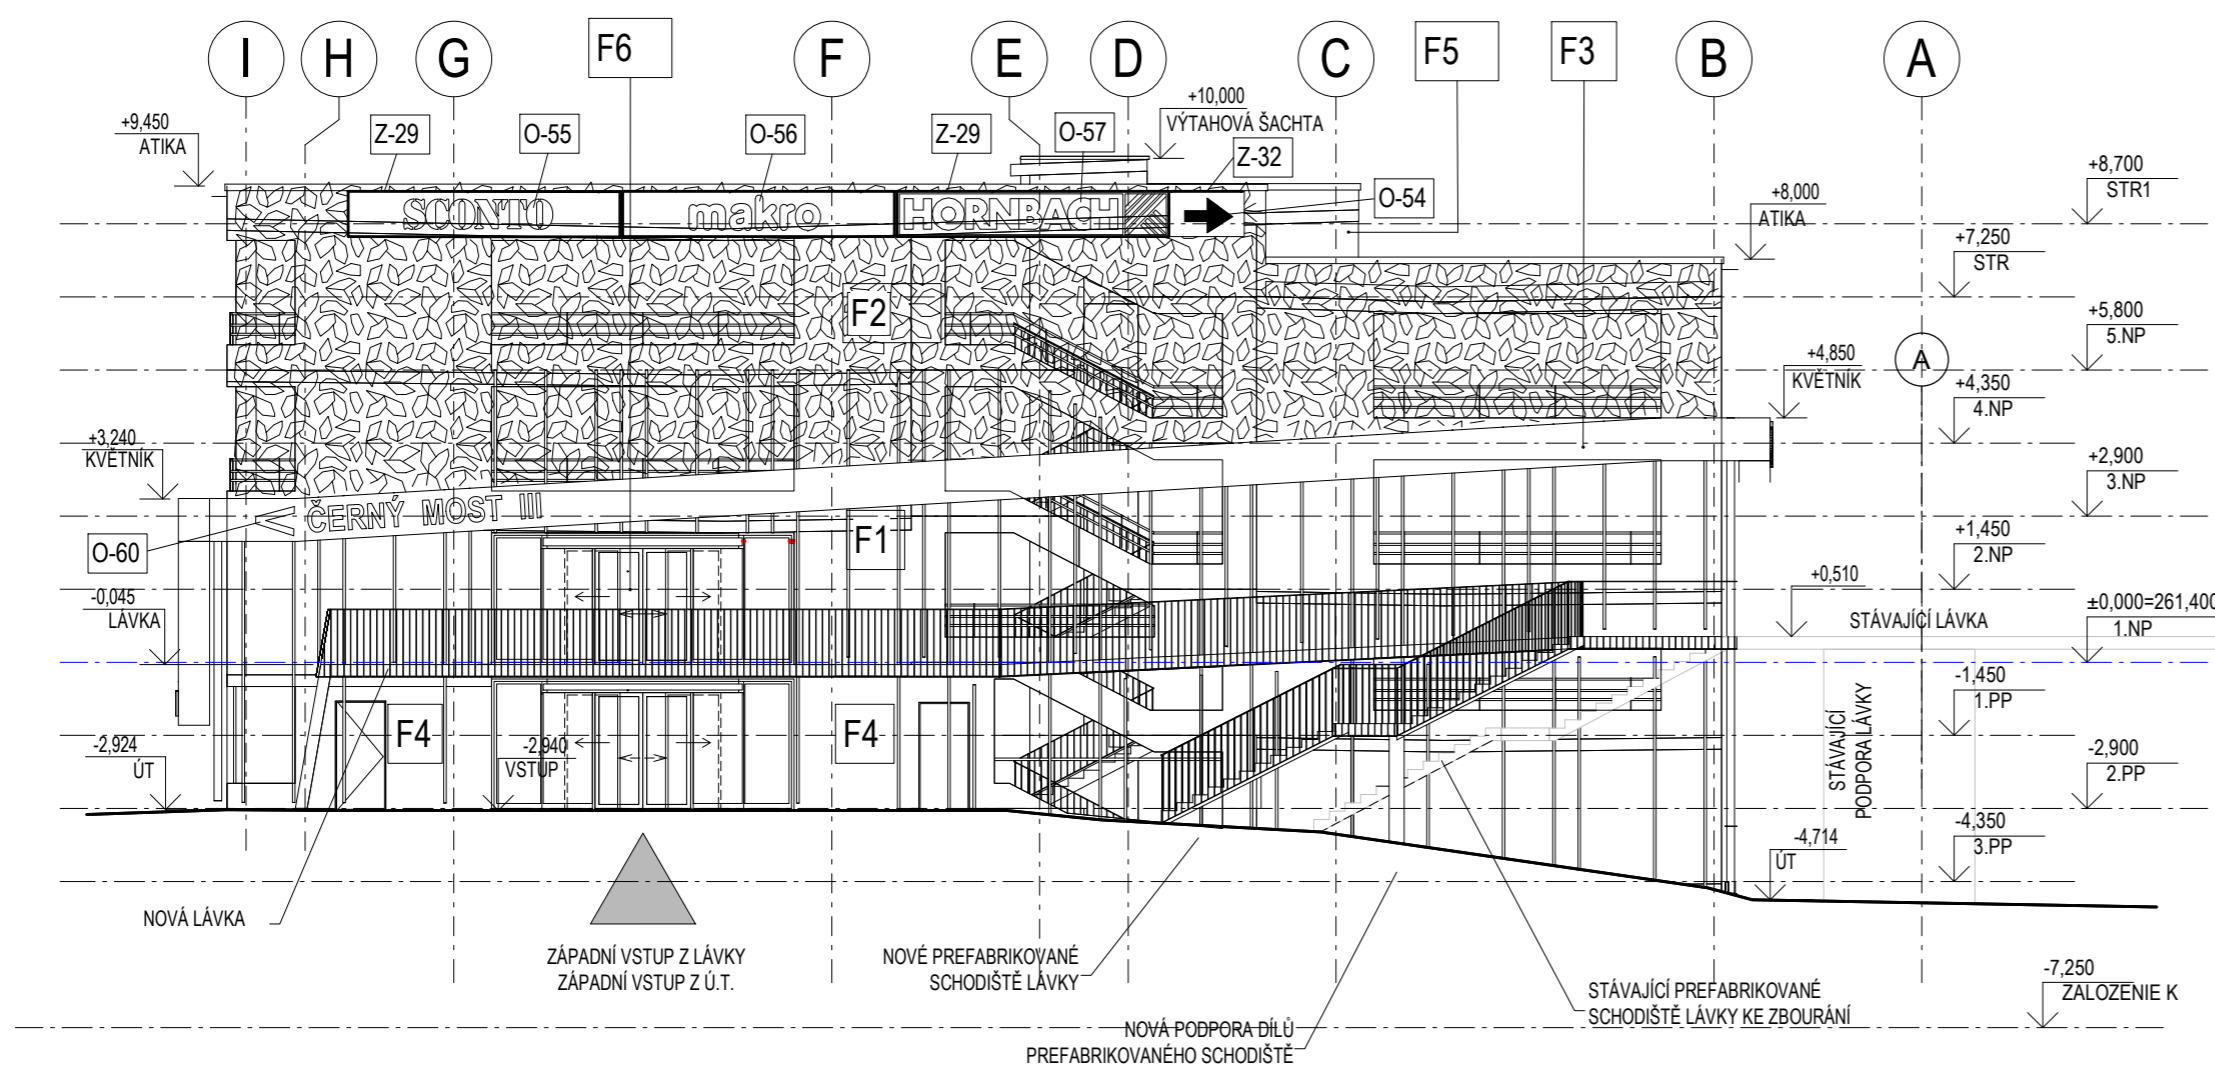 I
H
G
F6
F
E
D
C
F5
F3
B
A
+9,450
ATIKA
Z-29
O-55
O-56
Z-29
O-57
+10,000
VÝTAHOVÁ ŠACHTA
Z-32
O-54
+8,000
ATIKA
+8,700
STR1
SCONTO
makro
HORNBACH
+7,250
STR
F2
+5,800
5.NP
+4,850
KVĚTNÍK
A
+4,350
4.NP
+3,240
KVĚTNÍK
+2,900
3.NP
< ČERNÝ MOST III
O-60
F1
+1,450
2.NP
-0,045
LÁVKA
+0,510
STÁVAJÍCÍ LÁVKA
±0,000=261,400
1.NP
-1,450
1.PP
STÁVAJÍCÍ
PODPORA LÁVKY
F4
F4
-2,924
ÚT
-2,940
VSTUP
-2,900
2.PP
-4,714
ÚT
-4,350
3.PP
NOVÁ LÁVKA
ZÁPADNÍ VSTUP Z LÁVKY
ZÁPADNÍ VSTUP Z Ú.T.
NOVÉ PREFABRIKOVANÉ
SCHODIŠTĚ LÁVKY
STÁVAJÍCÍ PREFABRIKOVANÉ
SCHODIŠTĚ LÁVKY KE ZBOURÁNÍ
-7,250
ZALOZENIE K
NOVÁ PODPORA DÍLŮ
PREFABRIKOVANÉHO SCHODIŠTĚ